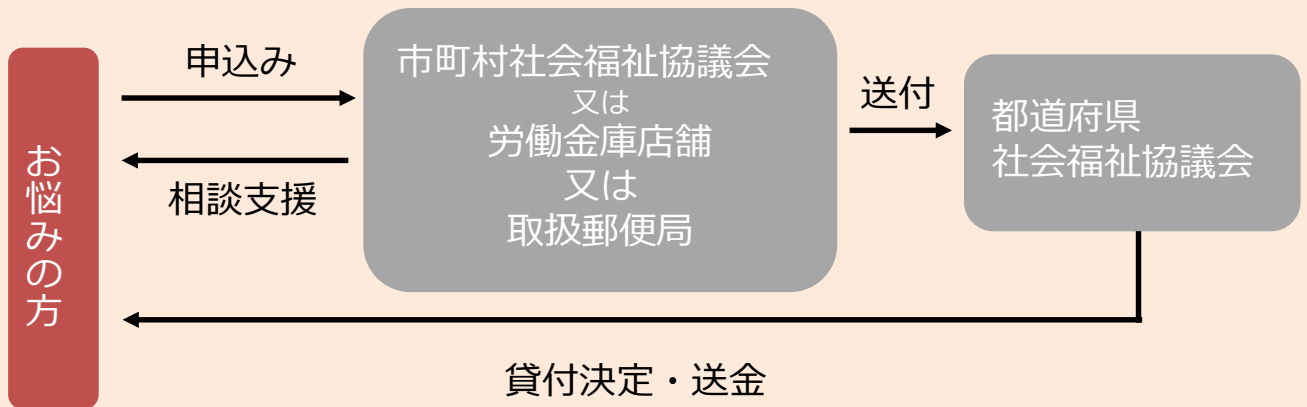 お悩みの方
申込み
相談支援
市町村社会福祉協議会
又は
労働金庫店舗
又は
取扱郵便局
送付
都道府県
社会福祉協議会
貸付決定・送金